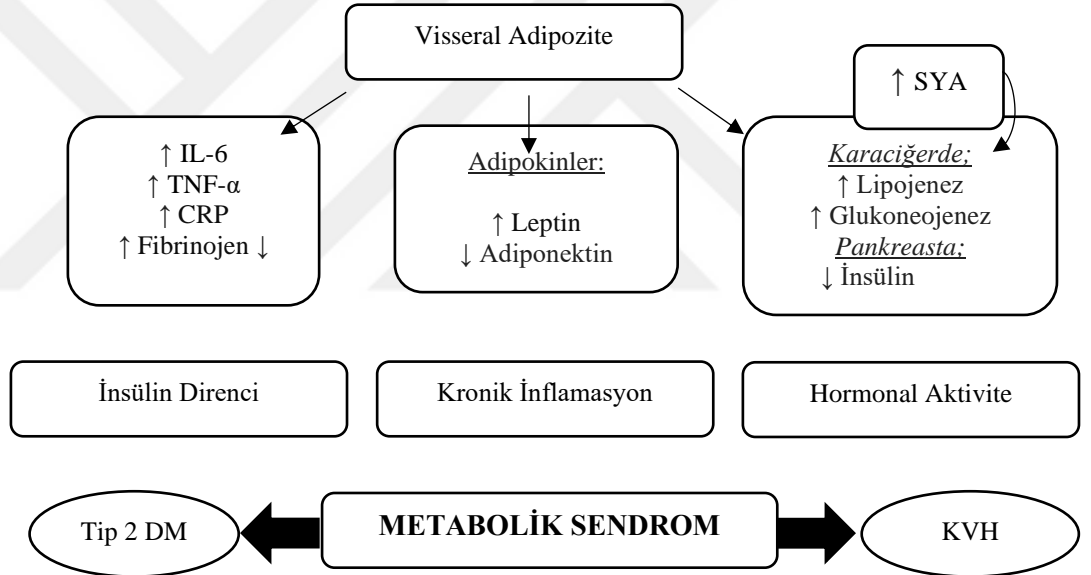 Visseral Adipozite
↑ SYA
↑ IL-6
↑ TNF-α
↑ CRP
↑ Fibrinojen ↓
Adipokinler:
↑ Leptin
↓ Adiponektin
Karaciğerde;
↑ Lipojenez
↑ Glukoneojenez
Pankreasta;
↓ İnsülin
İnsülin Direnci
Kronik İnflamasyon
Hormonal Aktivite
Tip 2 DM
METABOLİK SENDROM
KVH